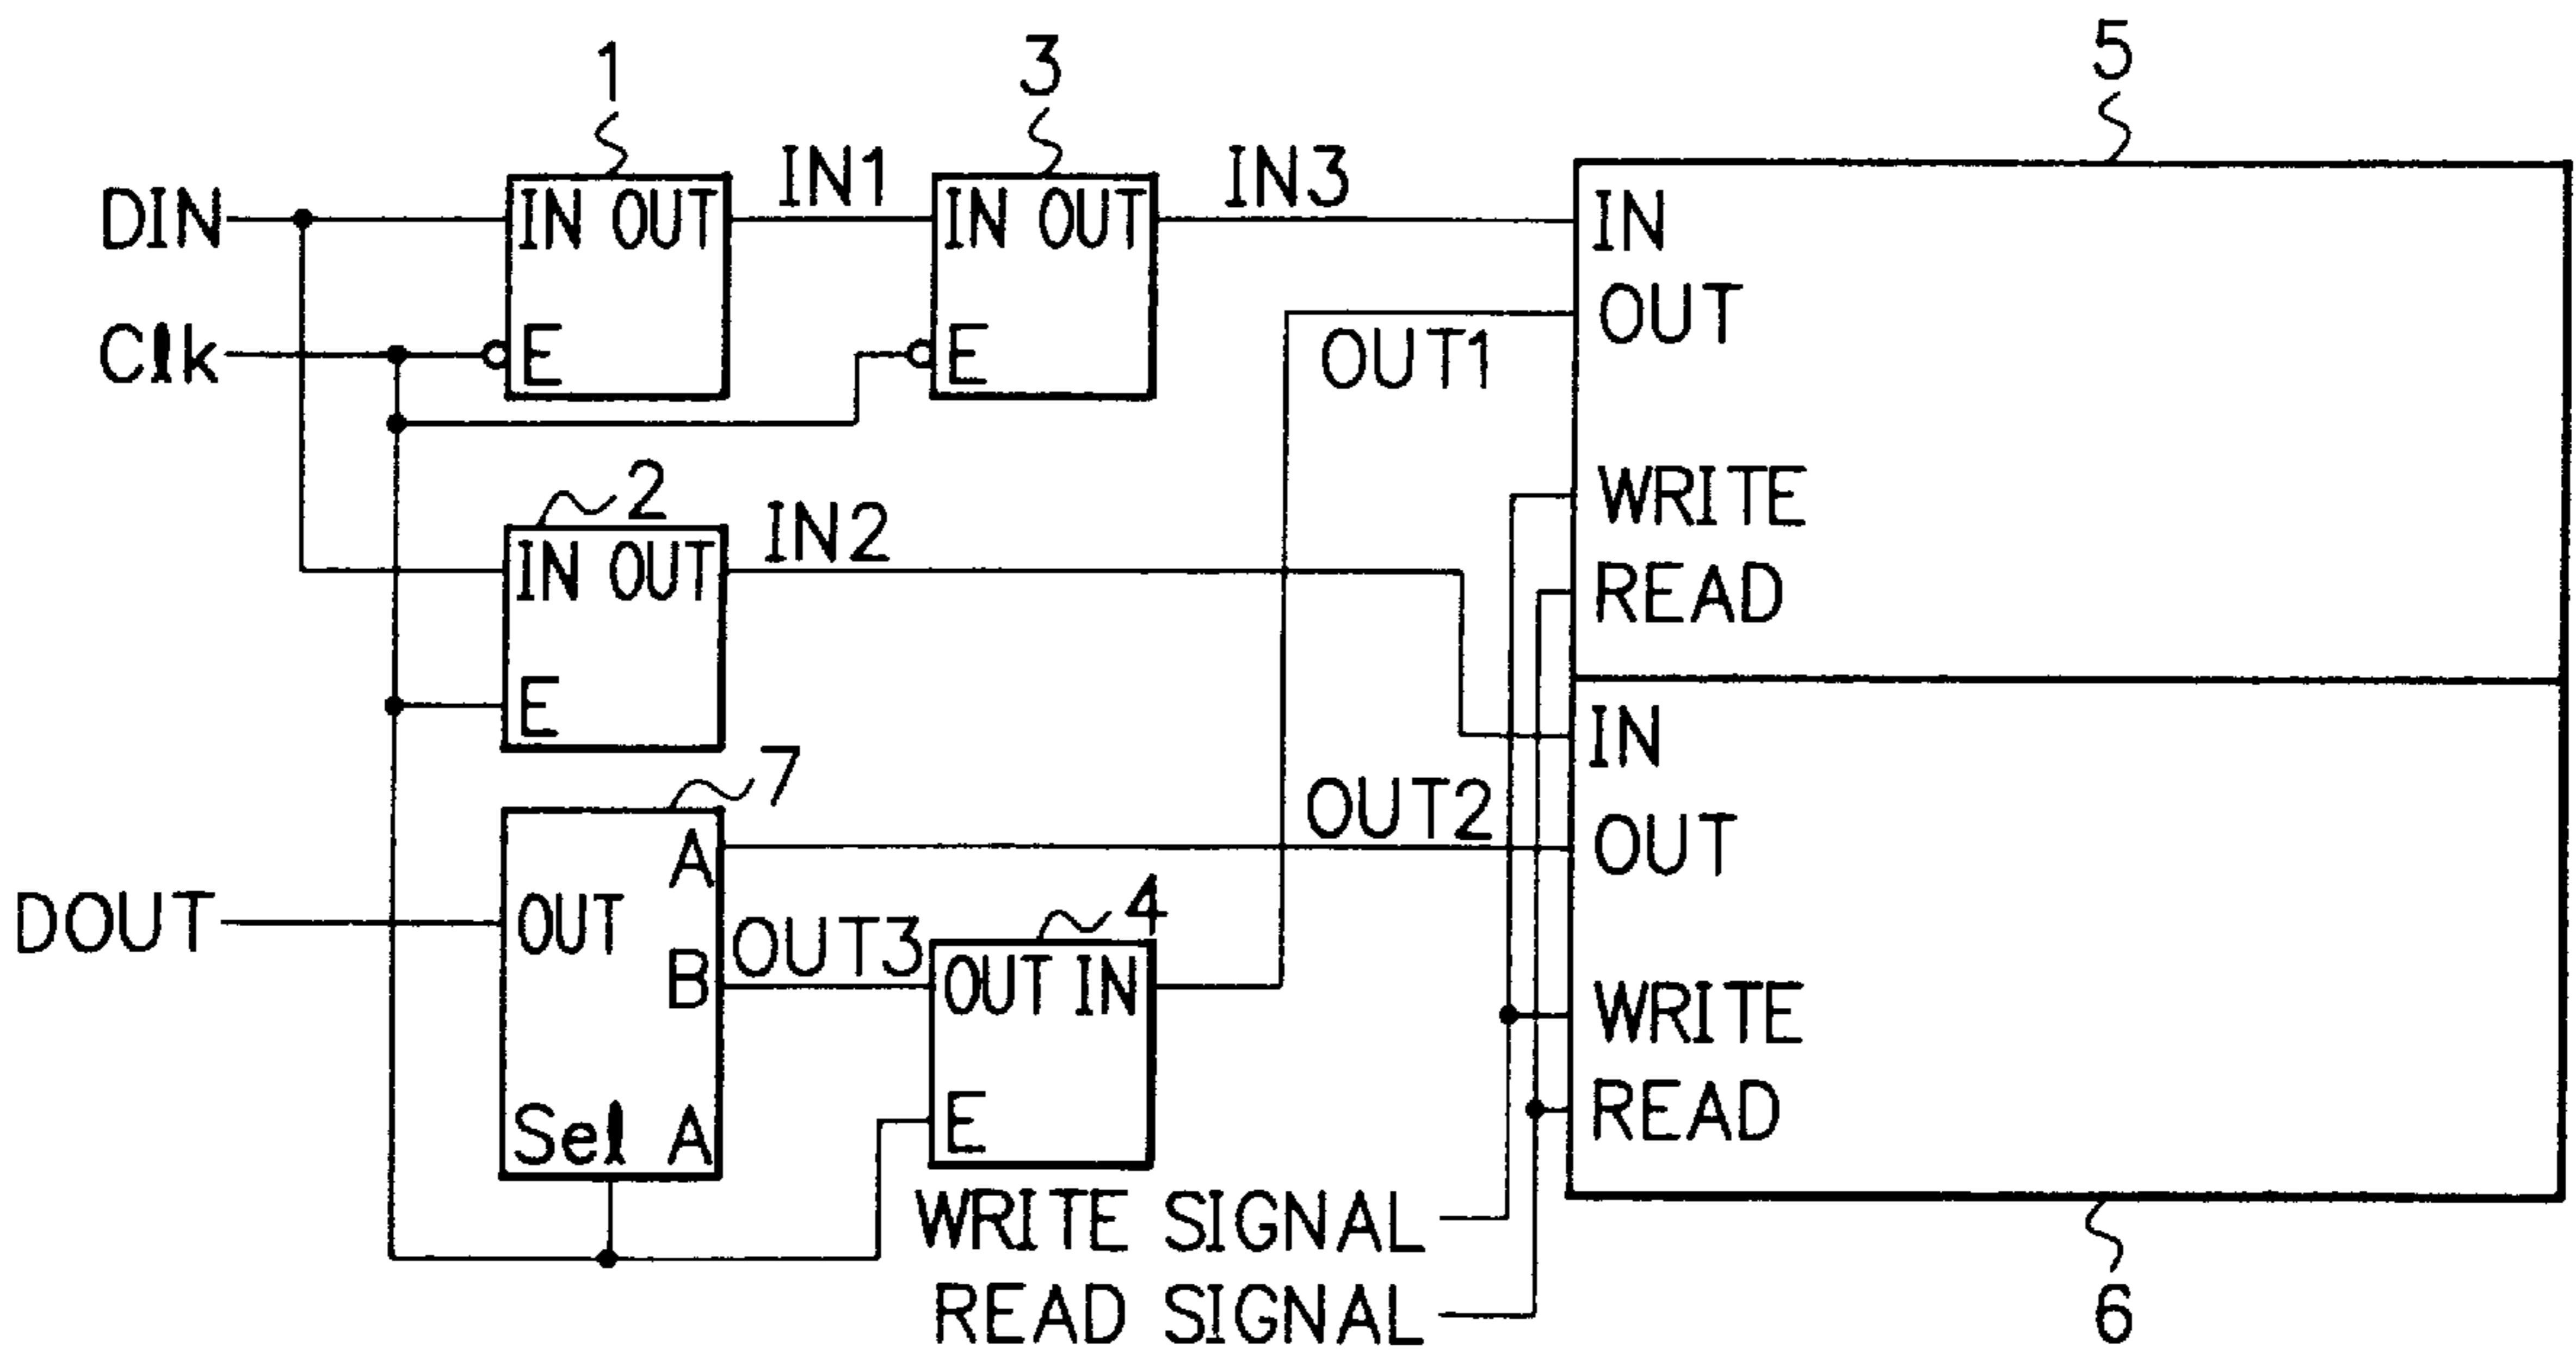 1
3
5
DIN
IN OUT
IN1
IN OUT
IN3
IN
OUT
Clk
E
E
OUT1
WRITE
READ
2
IN OUT
IN2
E
IN
7
OUT2
OUT
A
DOUT
OUT
B
OUT3
4
OUT IN
WRITE
READ
Sel A
E
WRITE SIGNAL
READ SIGNAL
6